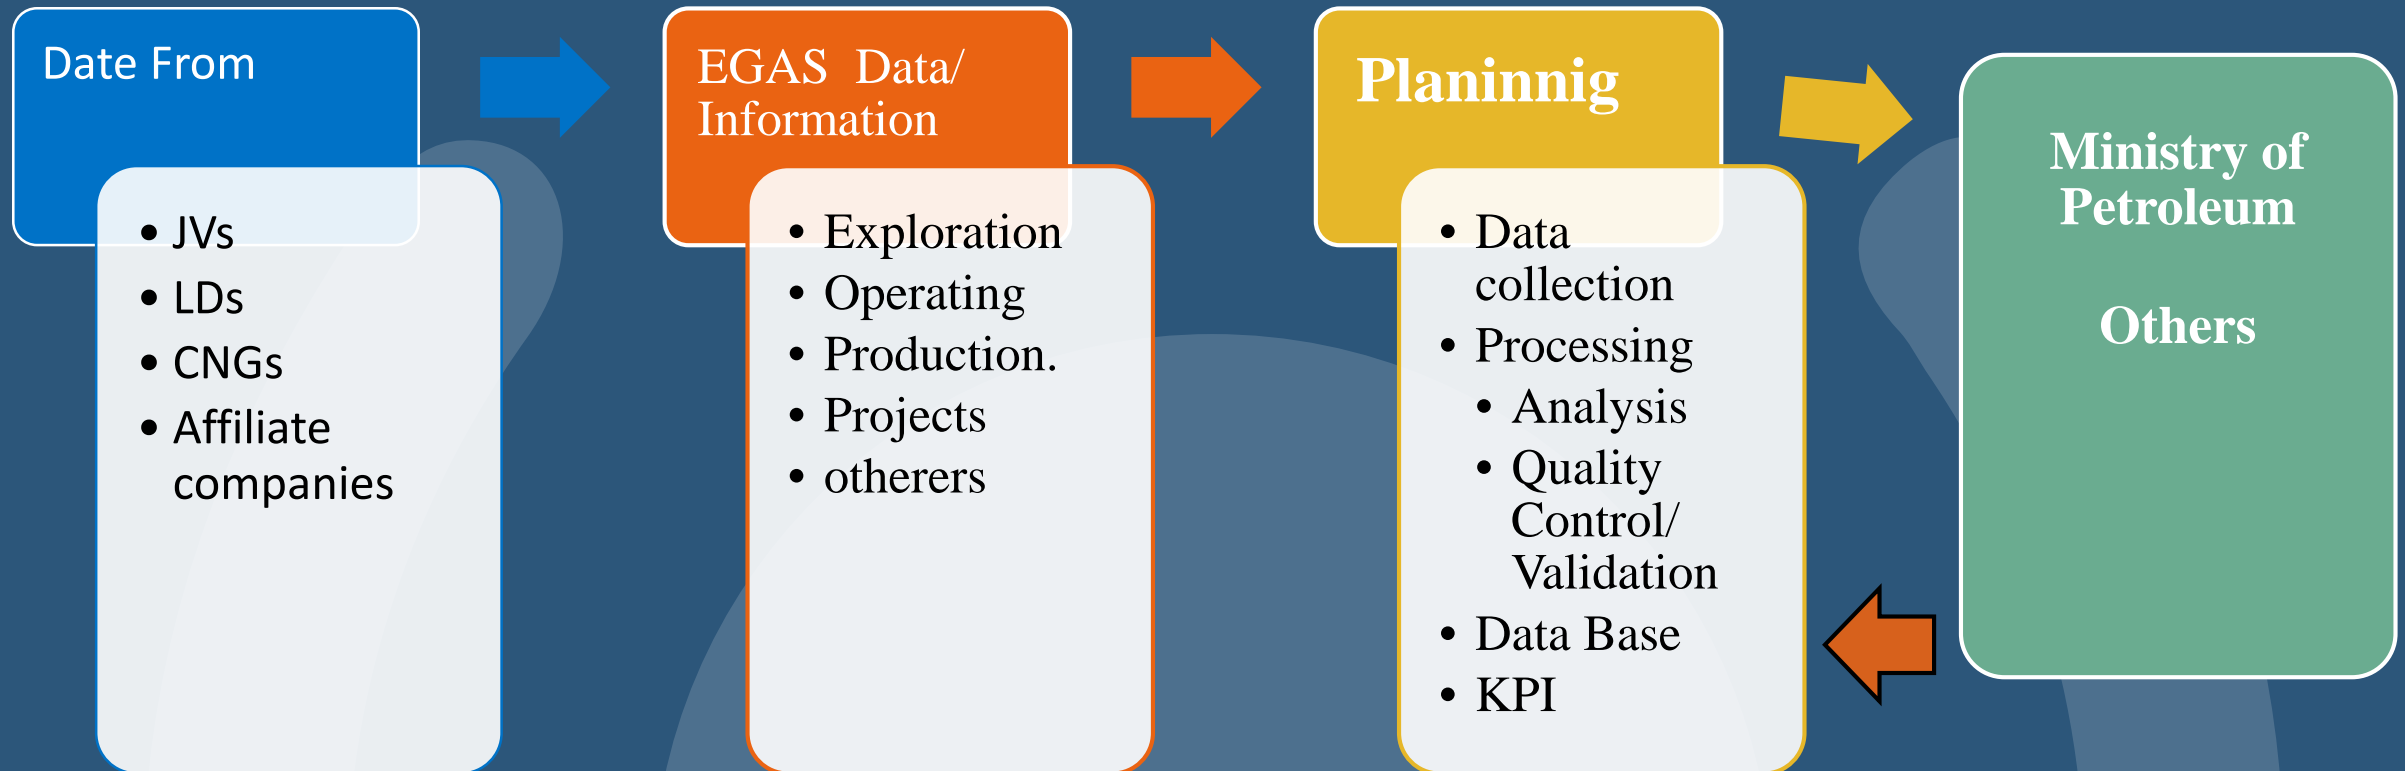 Date From
• JVs
• LDs
• CNGs
• Affiliate
companies
EGAS Data/
Information
• Exploration
• Operating
• Production.
• Projects
• otherers
Planinnig
• Data
collection
• Processing
• Analysis
• Quality
Control/
Validation
• Data Base
• KPI
Ministry of
Petroleum
Others